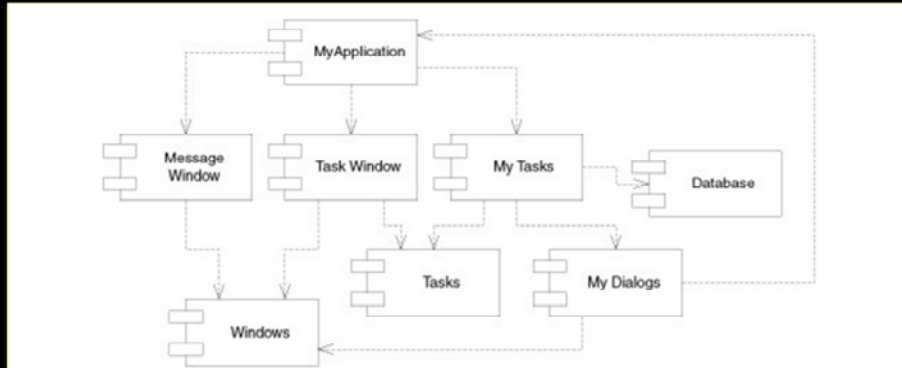 MyApplication
Message
Window
Task Window
My Tasks
Database
Tasks
My Dialogs
Windows